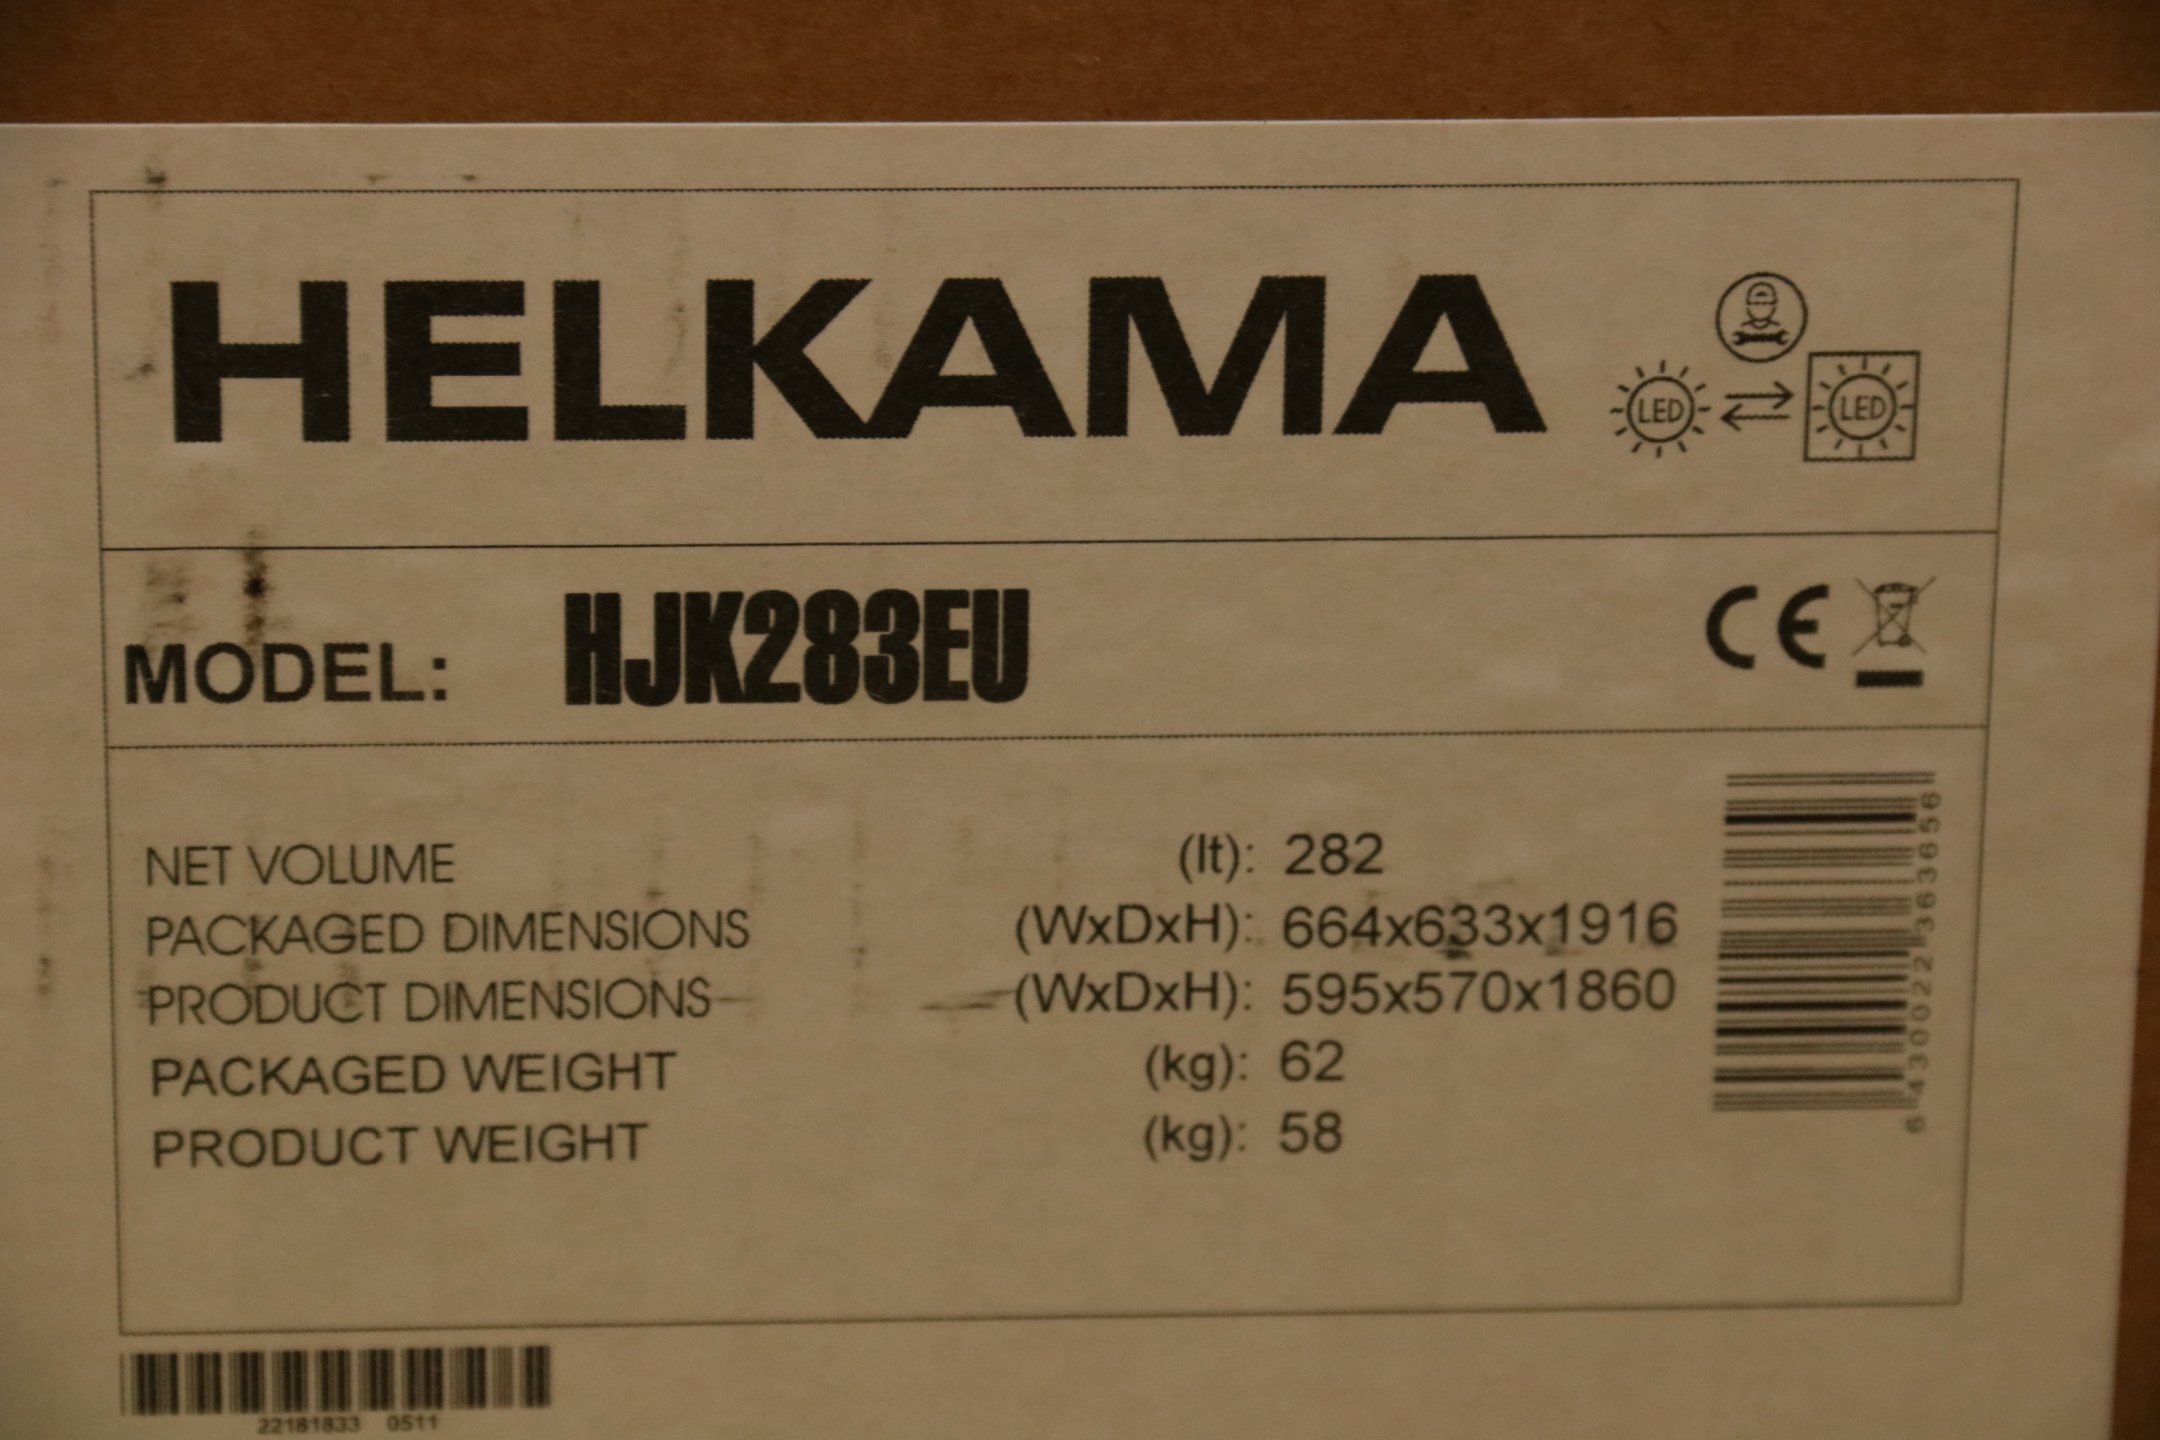 HELKAMA
LED LED
MODEL: HJK283EU
CE
NET VOLUME (lt): 282
PACKAGED DIMENSIONS (WxDxH): 664x633x1916
PRODUCT DIMENSIONS (WxDxH): 595x570x1860
PACKAGED WEIGHT (kg): 62
PRODUCT WEIGHT (kg): 58
6430022363656
22181833 0511